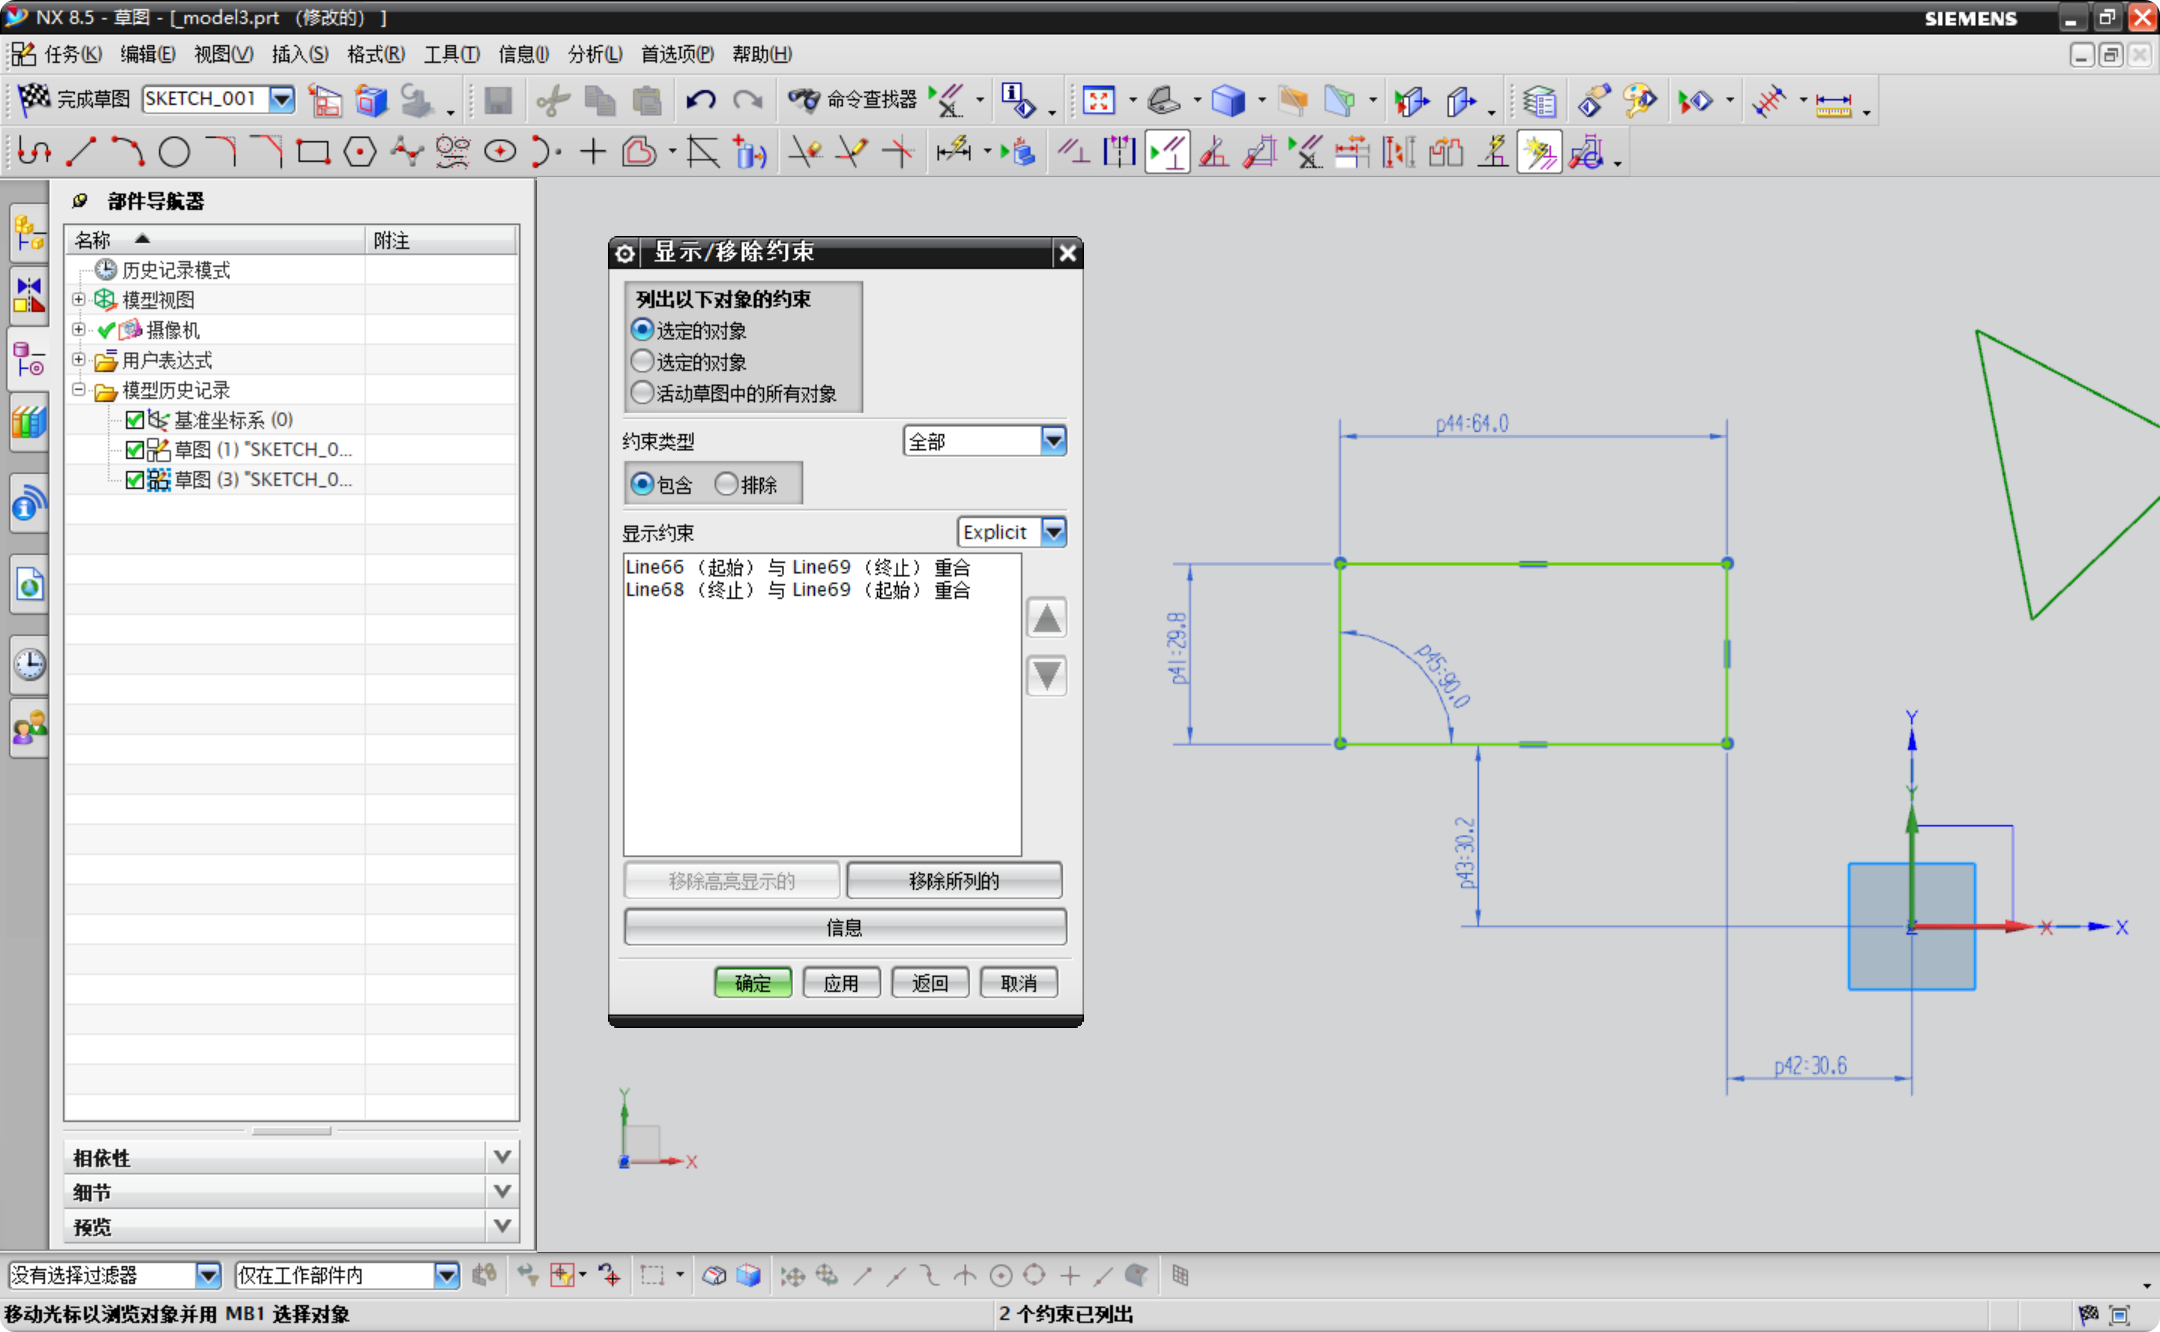 NX 8.5 - 草图 - [_model3.prt （修改的） ]
SIEMENS
任务(K) 编辑(E) 视图(V) 插入(S) 格式(R) 工具(T) 信息(I) 分析(L) 首选项(P) 帮助(H)
完成草图 SKETCH_001 命令查找器
部件导航器
名称 附注
历史记录模式
模型视图
摄像机
用户表达式
模型历史记录
基准坐标系 (0)
草图 (1) "SKETCH_0...
草图 (3) "SKETCH_0...
相依性
细节
预览
显示/移除约束
列出以下对象的约束
选定的对象
选定的对象
活动草图中的所有对象
约束类型 全部
包含 排除
显示约束 Explicit
Line66 （起始） 与 Line69 （终止） 重合
Line68 （终止） 与 Line69 （起始） 重合
移除高亮显示的 移除所列的
信息
确定 应用 返回 取消
p44:64.0
p41:29.8
p45:90.0
p43:30.2
p42:30.6
Y
Y
X X
Z
Y
X
没有选择过滤器 仅在工作部件内
移动光标以浏览对象并用 MB1 选择对象
2 个约束已列出